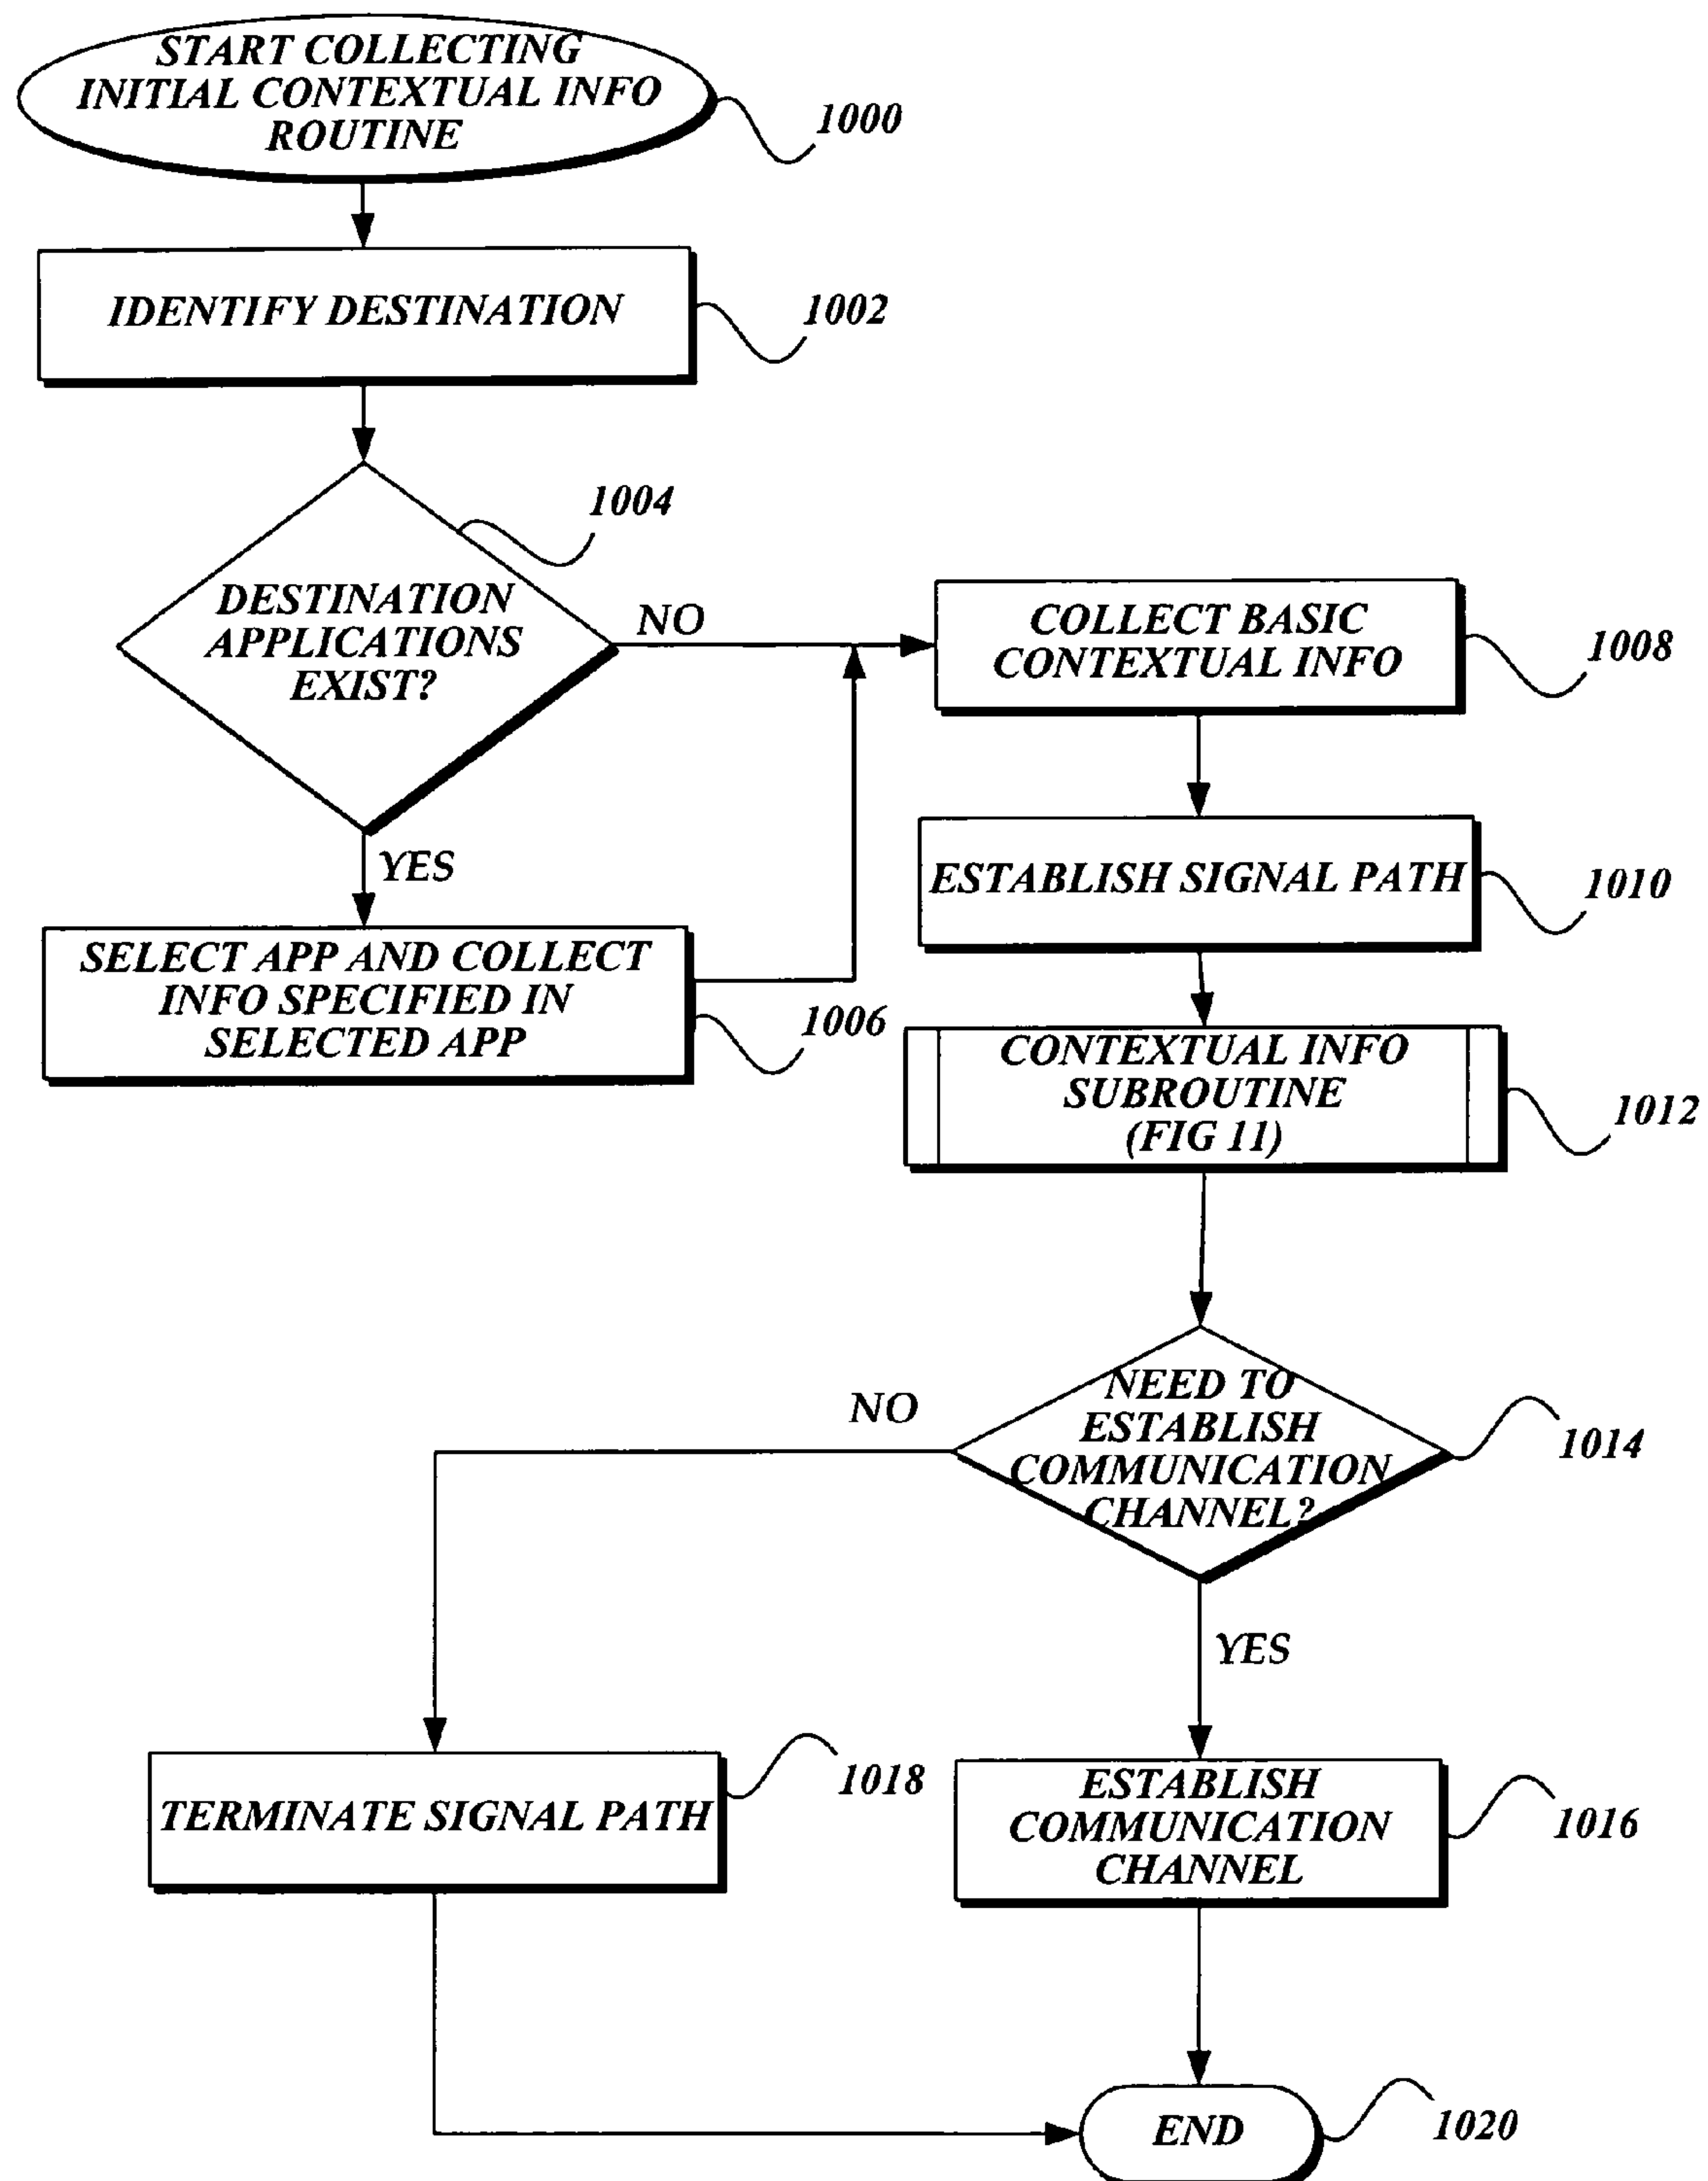 START COLLECTING
INITIAL CONTEXTUAL INFO
ROUTINE
1000
IDENTIFY DESTINATION
1002
1004
DESTINATION
APPLICATIONS
EXIST?
NO
YES
SELECT APP AND COLLECT
INFO SPECIFIED IN
SELECTED APP
1006
COLLECT BASIC
CONTEXTUAL INFO
1008
ESTABLISH SIGNAL PATH
1010
CONTEXTUAL INFO
SUBROUTINE
(FIG 11)
1012
NEED TO
ESTABLISH
COMMUNICATION
CHANNEL?
1014
NO
YES
TERMINATE SIGNAL PATH
1018
ESTABLISH
COMMUNICATION
CHANNEL
1016
END
1020